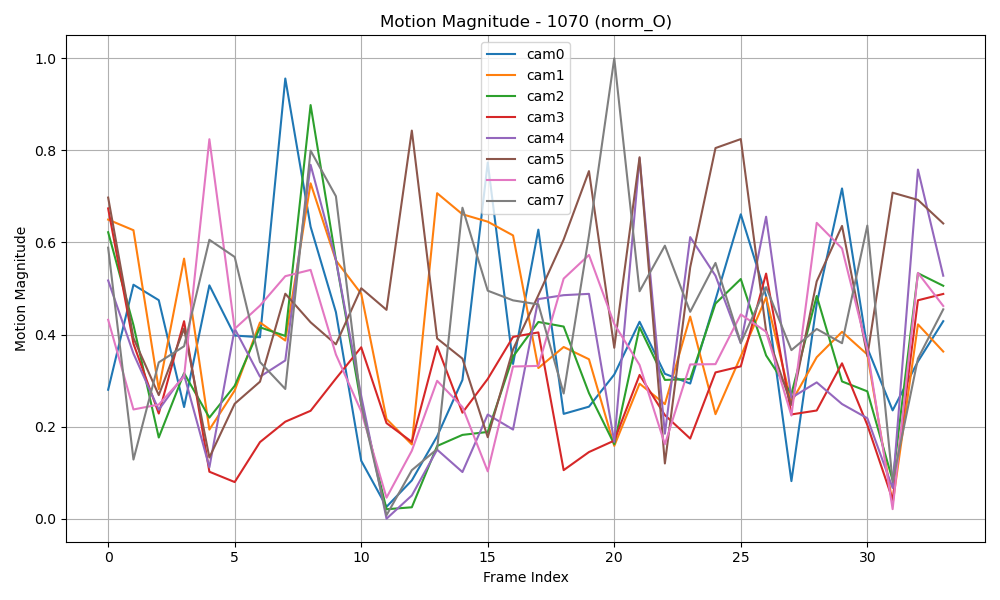 Motion Magnitude - 1070 (norm_O)
Motion Magnitude
1.0
0.8
0.6
0.4
0.2
0.0
cam0
cam1
cam2
cam3
cam4
cam5
cam6
cam7
0 5 10 15 20 25 30
Frame Index